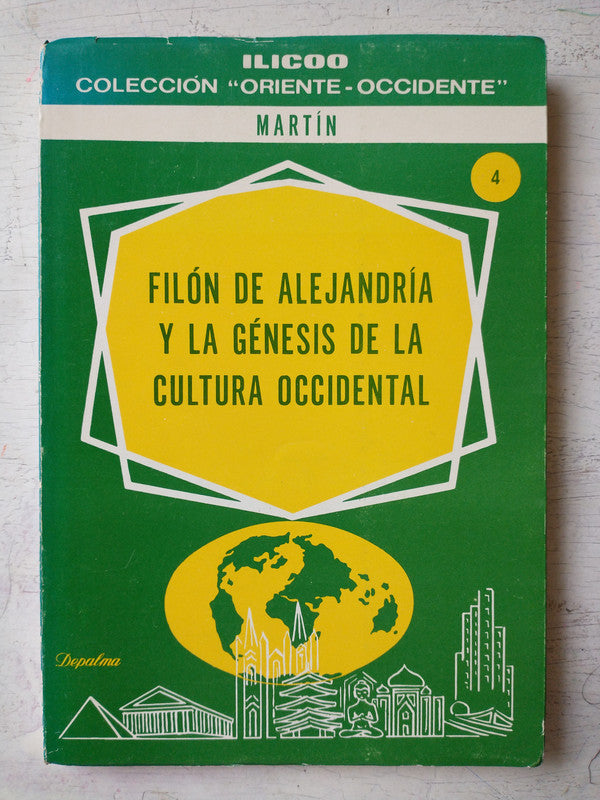 ILICOO
COLECCIÓN "ORIENTE-OCCIDENTE"
MARTÍN
4
FILÓN DE ALEJANDRÍA
Y LA GÉNESIS DE LA
CULTURA OCCIDENTAL
Depalma